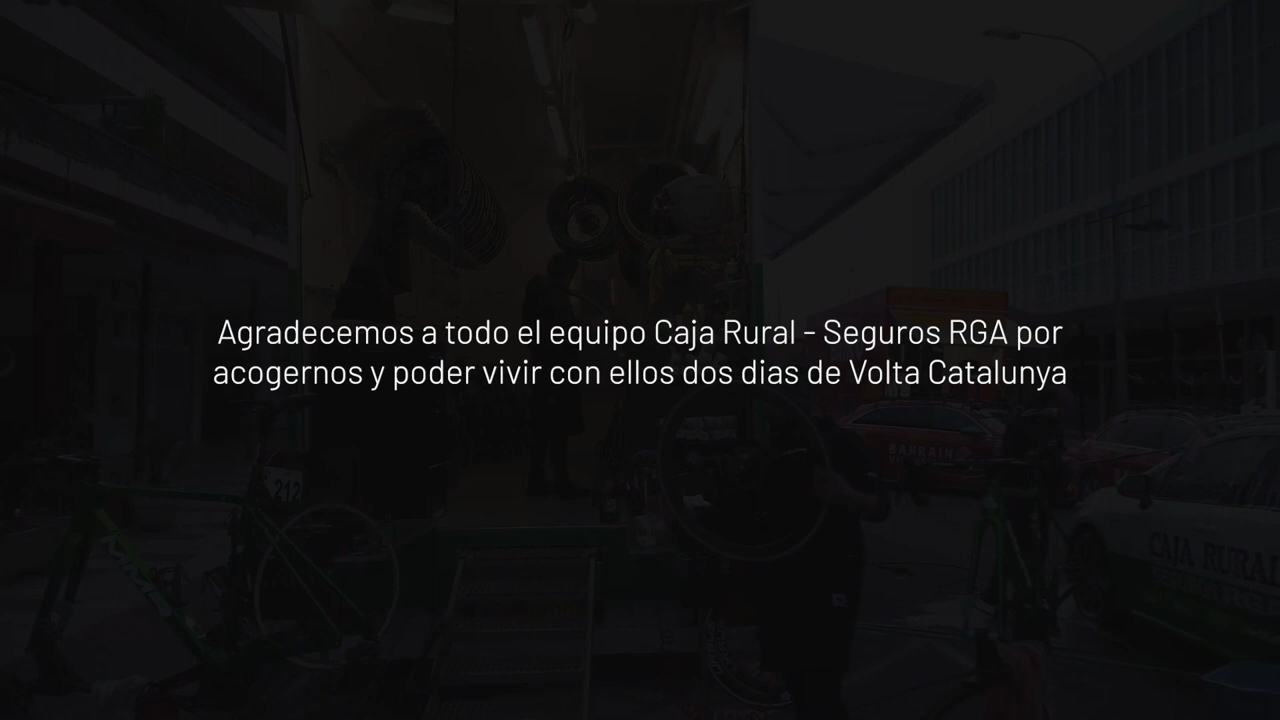 Agradecemos a todo el equipo Caja Rural - Seguros RGA por
acogernos y poder vivir con ellos dos dias de Volta Catalunya
BAHRAIN
212
CAJA RURAL